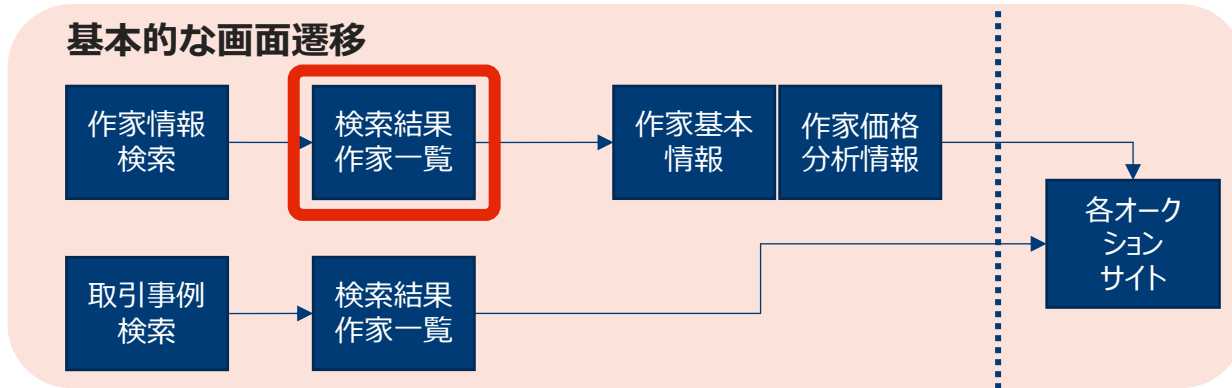 基本的な画面遷移
作家情報
検索
検索結果
作家一覧
作家基本
情報
作家価格
分析情報
各オーク
ション
サイト
取引事例
検索
検索結果
作家一覧